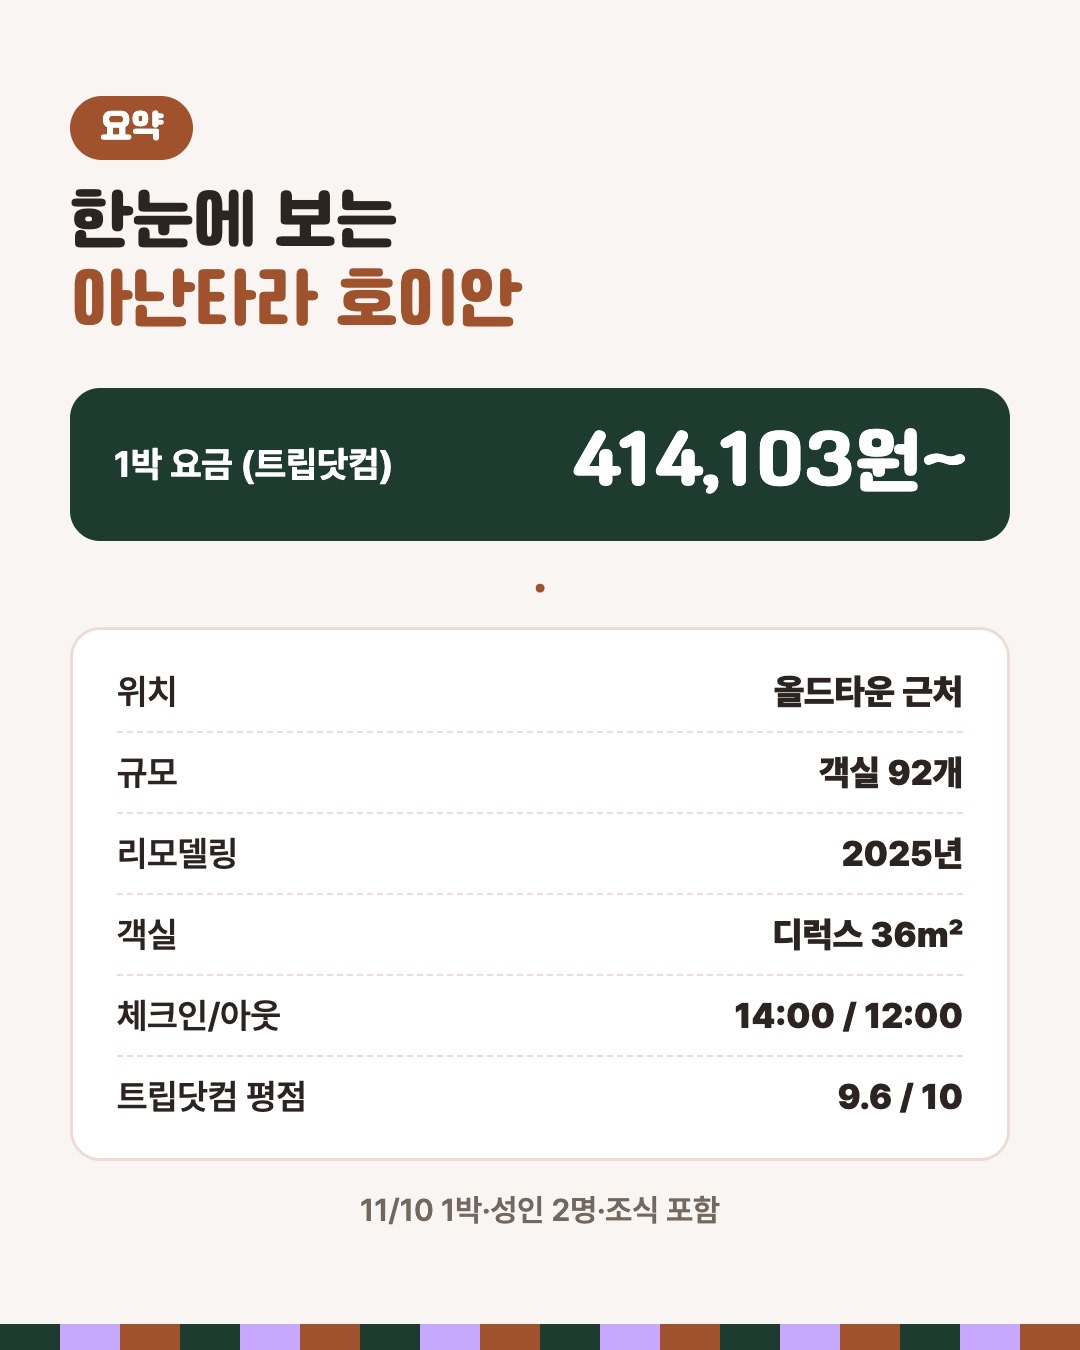 요약
한눈에 보는
아난타라 호이안
1박 요금 (트립닷컴) 414,103원~
위치 올드타운 근처
규모 객실 92개
리모델링 2025년
객실 디럭스 36m²
체크인/아웃 14:00 / 12:00
트립닷컴 평점 9.6 / 10
11/10 1박·성인 2명·조식 포함